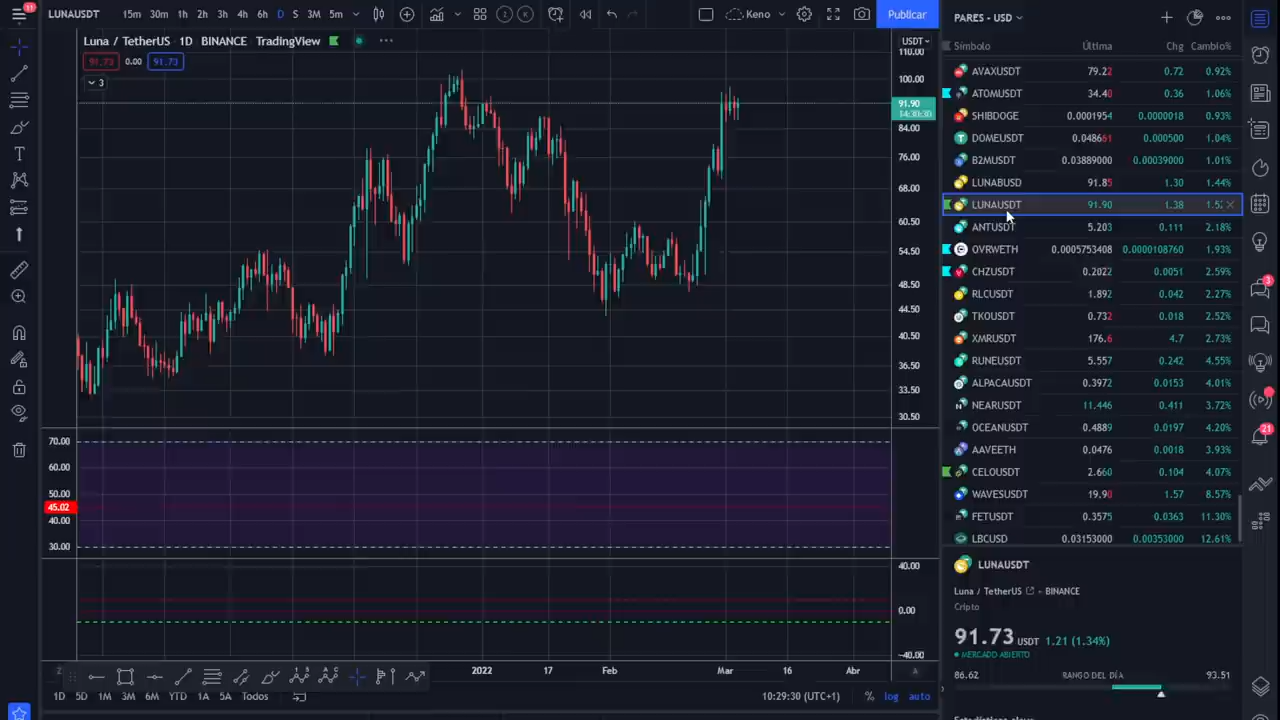 11
LUNAUSDT 15m 30m 1h 2h 3h 4h 6h D S 3M 5m 2 K Keno Publicar
Luna / TetherUS 1D BINANCE TradingView
91.73 0.00 91.73
3
USDT
110.00
100.00
91.90
14:30:30
84.00
76.00
68.00
60.50
54.50
48.50
44.50
40.50
36.50
33.50
30.50
70.00
60.00
50.00
45.02
40.00
30.00
40.00
0.00
-40.00
2022 17 Feb Mar 16 Abr
1D 5D 1M 3M 6M YTD 1A 5A Todos
10:29:30 (UTC+1) % log auto
PARES - USD
Símbolo Última Chg Cambio%
AVAXUSDT 79.22 0.72 0.92%
ATOMUSDT 34.40 0.36 1.06%
SHIBDOGE 0.0001954 0.0000018 0.93%
DOMEUSDT 0.048661 0.000500 1.04%
B2MUSDT 0.03889000 0.00039000 1.01%
LUNABUSD 91.85 1.30 1.44%
LUNAUSDT 91.90 1.38
ANTUSDT 5.203 0.111 2.18%
OVRWETH 0.0005753408 0.0000108760 1.93%
CHZUSDT 0.2022 0.0051 2.59%
RLCUSDT 1.892 0.042 2.27%
TKOUSDT 0.732 0.018 2.52%
XMRUSDT 176.6 4.7 2.73%
RUNEUSDT 5.557 0.242 4.55%
ALPACAUSDT 0.3972 0.0153 4.01%
NEARUSDT 11.446 0.411 3.72%
OCEANUSDT 0.4889 0.0197 4.20%
AAVEETH 0.0476 0.0018 3.93%
CELOUSDT 2.660 0.104 4.07%
WAVESUSDT 19.90 1.57 8.57%
FETUSDT 0.3575 0.0363 11.30%
LBCUSD 0.03153000 0.00353000 12.61%
LUNAUSDT
Luna / TetherUS - BINANCE
Cripto
91.73 USDT 1.21 (1.34%)
MERCADO ABIERTO
86.62 RANGO DEL DÍA 93.51
3
21